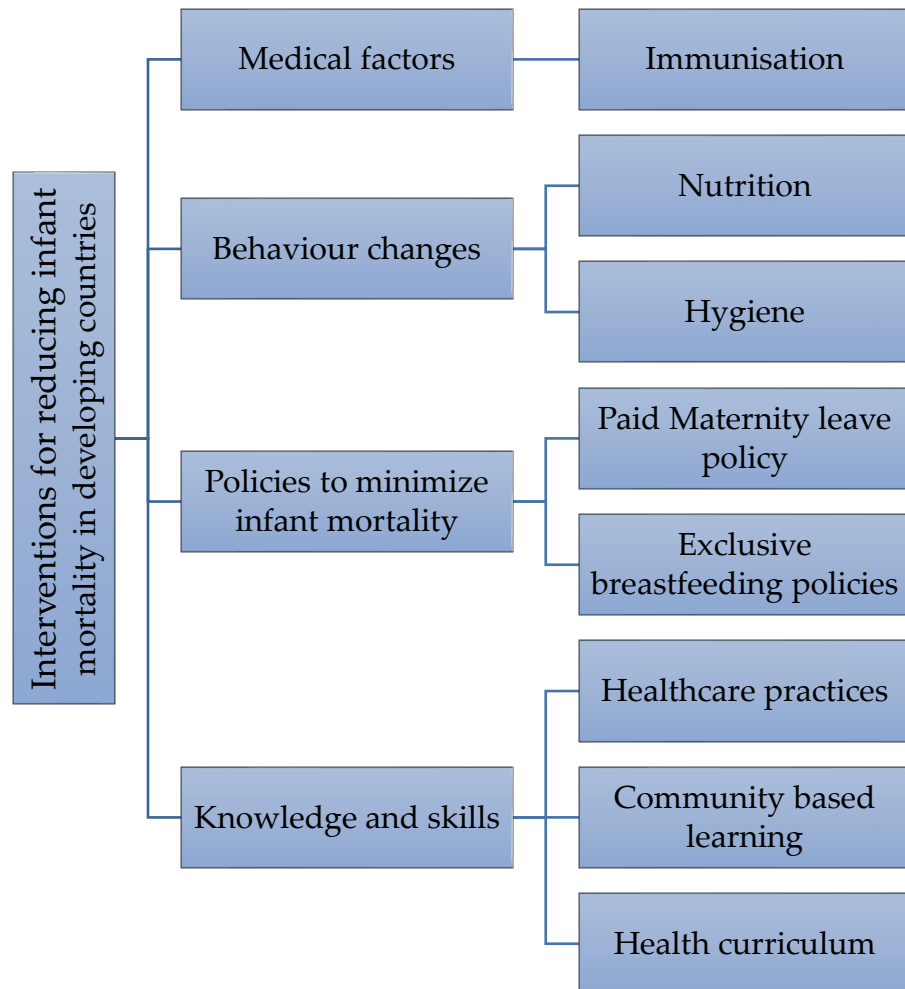 Interventions for reducing infant
mortality in developing countries
Medical factors
Immunisation
Behaviour changes
Nutrition
Hygiene
Policies to minimize
infant mortality
Paid Maternity leave
policy
Exclusive
breastfeeding policies
Knowledge and skills
Healthcare practices
Community based
learning
Health curriculum